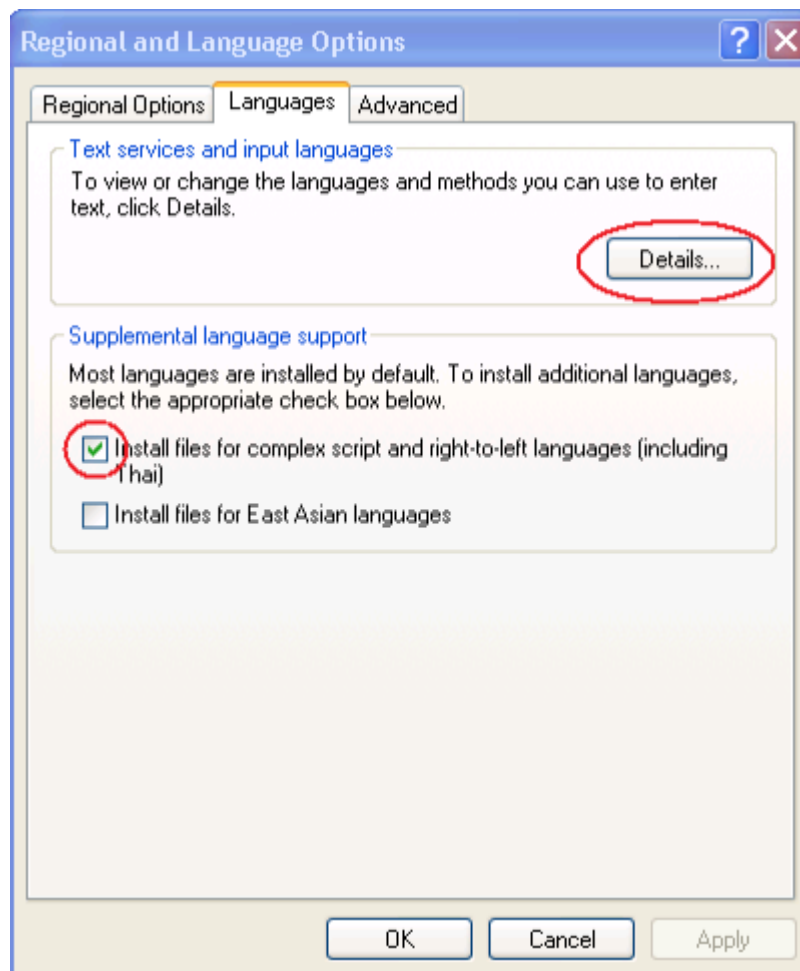 Regional and Language Options
Regional Options Languages Advanced
Text services and input languages
To view or change the languages and methods you can use to enter
text, click Details.
Details...
Supplemental language support
Most languages are installed by default. To install additional languages,
select the appropriate check box below.
Install files for complex script and right-to-left languages (including
Thai)
Install files for East Asian languages
OK Cancel Apply